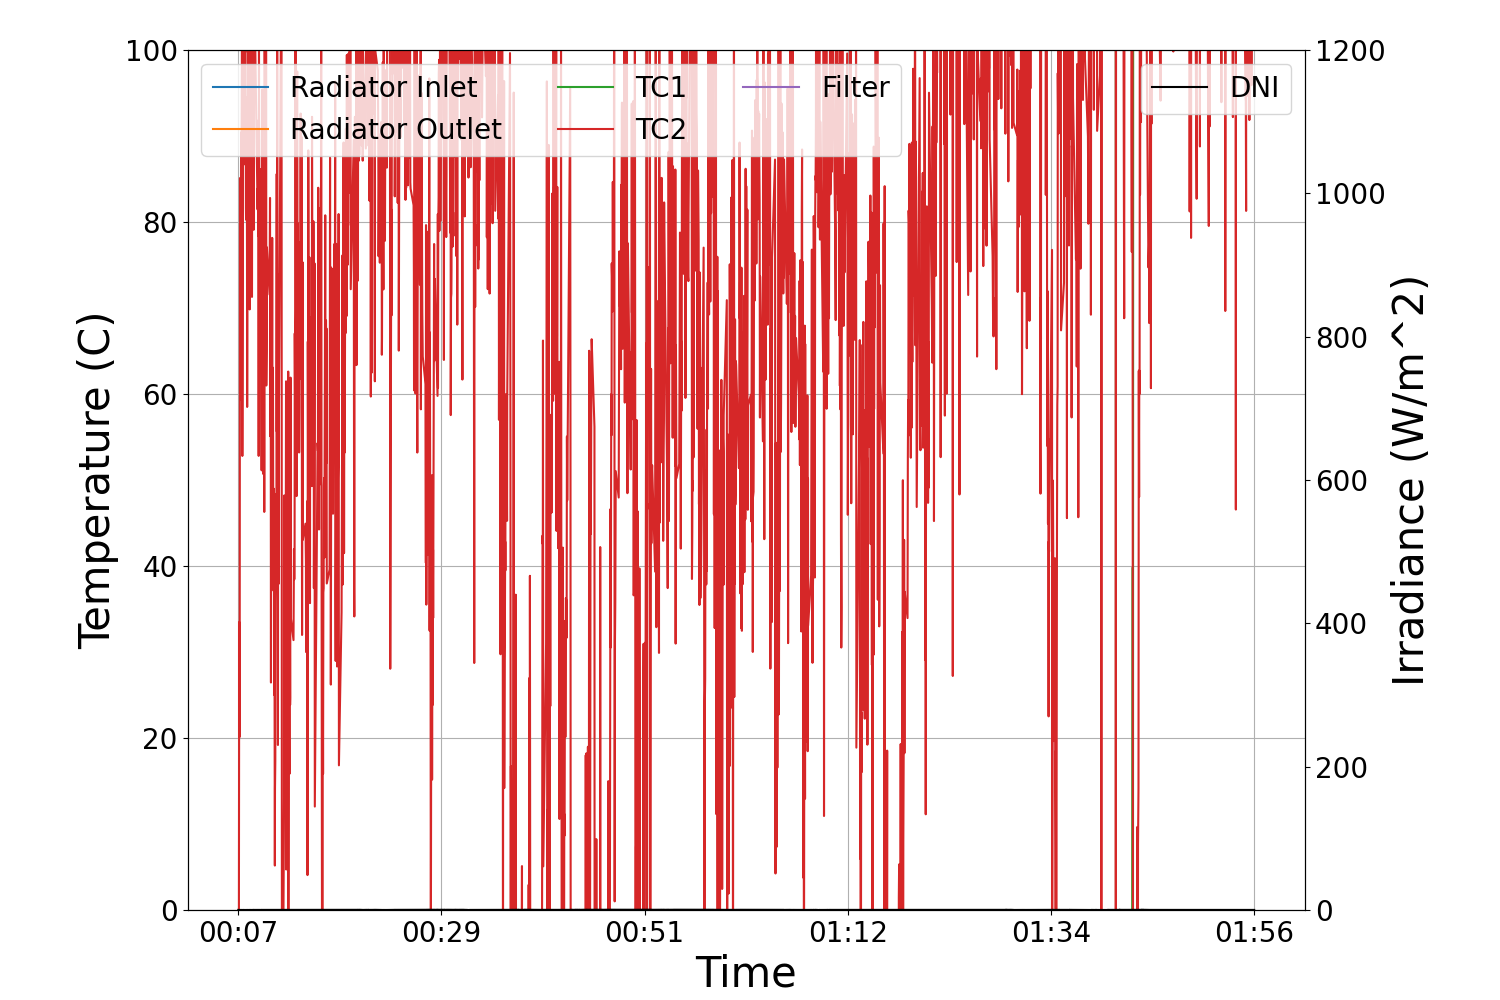 Radiator Inlet
Radiator Outlet
TC1
TC2
Filter
DNI
100
80
60
40
20
0
Temperature (C)
1200
1000
800
600
400
200
0
Irradiance (W/m^2)
00:07 00:29 00:51 01:12 01:34 01:56
Time